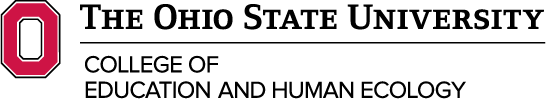 THE OHIO STATE UNIVERSITY
COLLEGE OF
EDUCATION AND HUMAN ECOLOGY